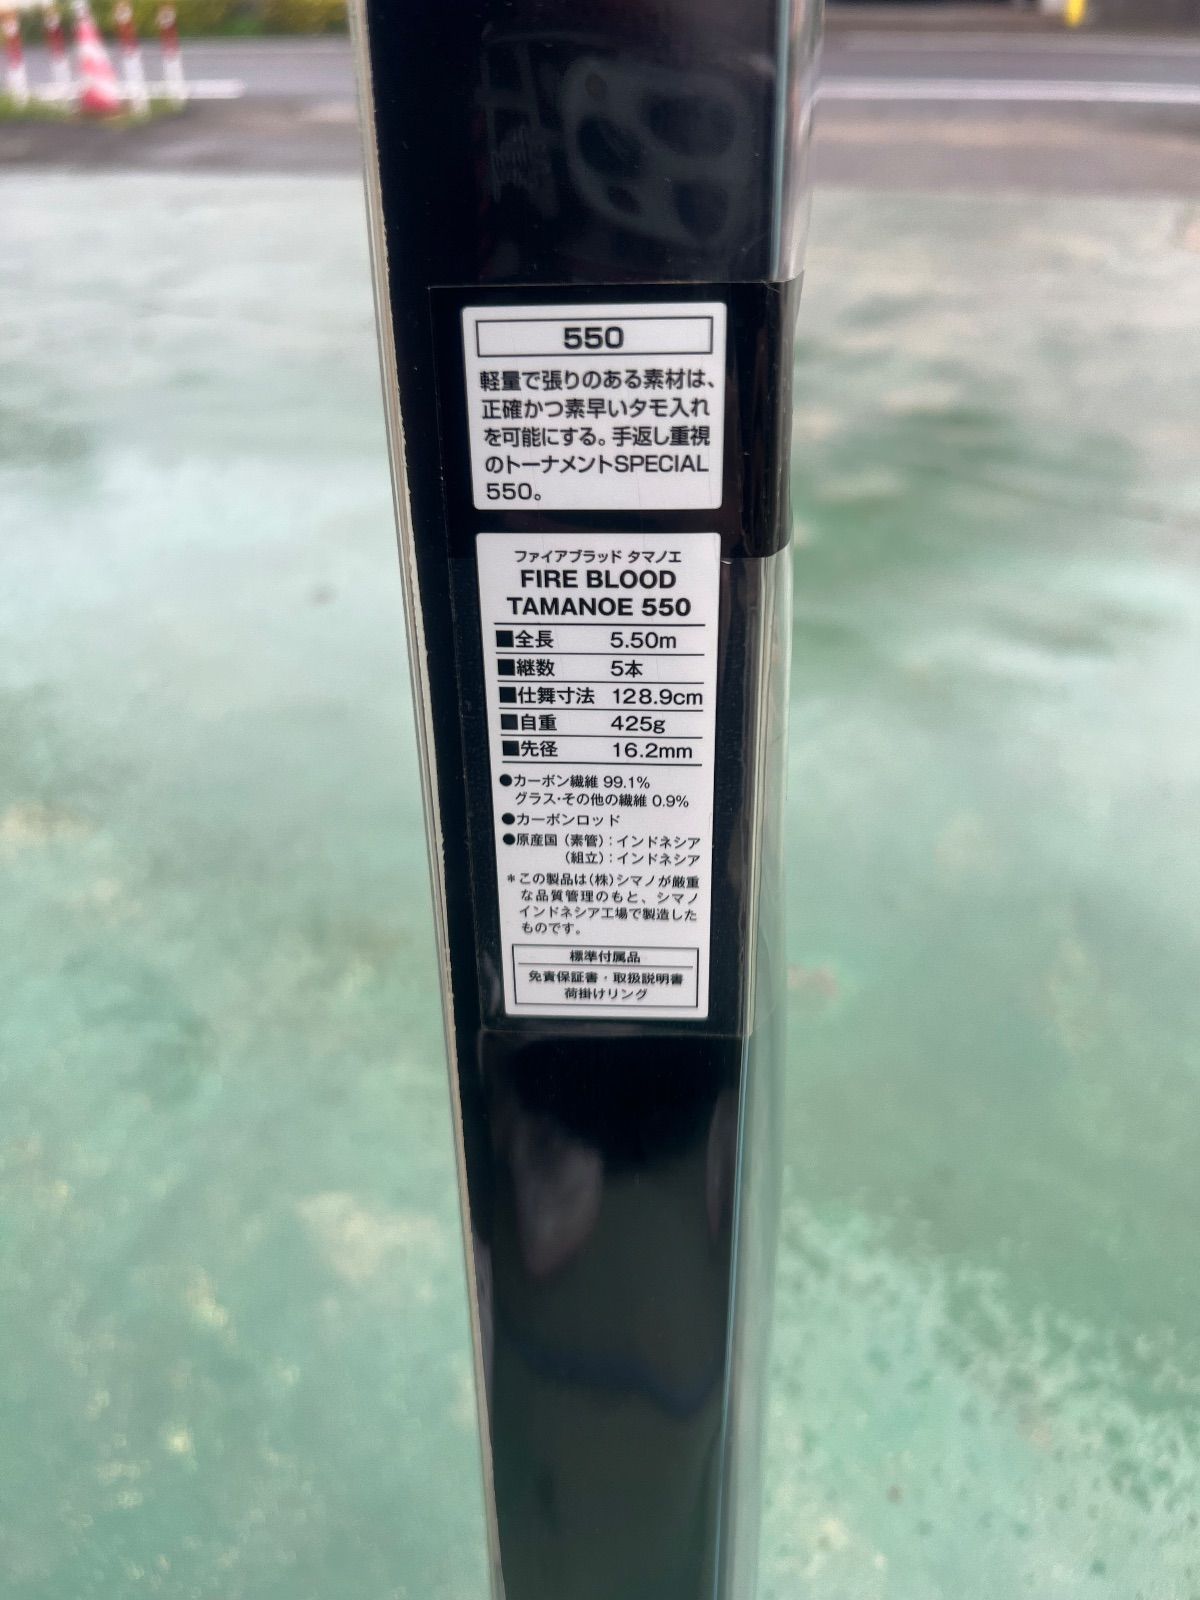 550
軽量で張りのある素材は、
正確かつ素早いタモ入れ
を可能にする。手返し重視
のトーナメントSPECIAL
550。
ファイアブラッド タマノエ
FIRE BLOOD
TAMANOE 550
■全長 5.50m
■継数 5本
■仕舞寸法 128.9cm
■自重 425g
■先径 16.2mm
●カーボン繊維 99.1%
グラス・その他の繊維 0.9%
●カーボンロッド
●原産国（素管）：インドネシア
（組立）：インドネシア
＊この製品は（株）シマノが厳重
な品質管理のもと、シマノ
インドネシア工場で製造した
ものです。
標準付属品
免責保証書・取扱説明書
荷掛けリング